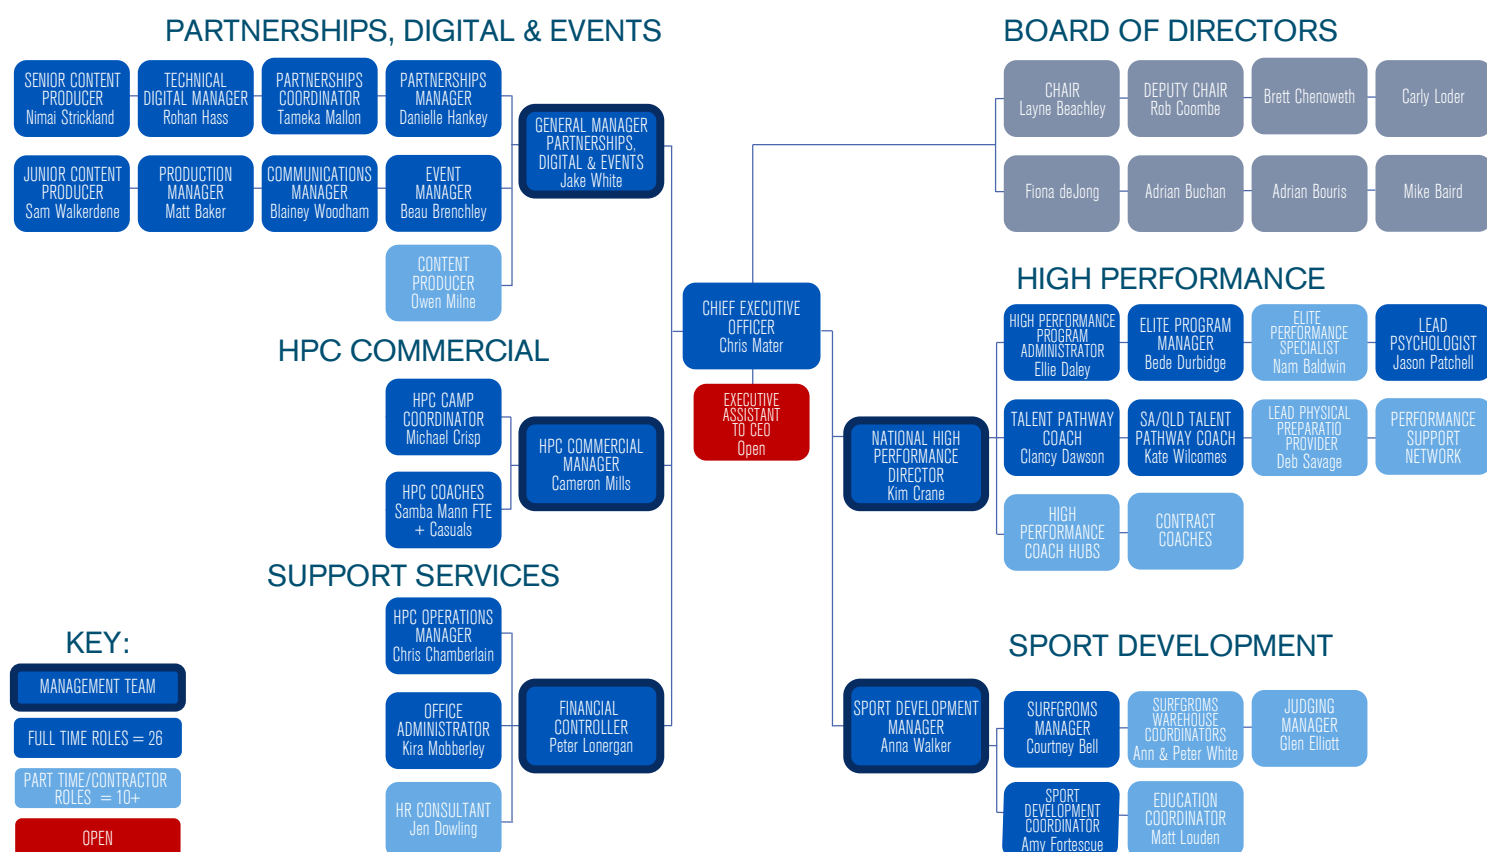 PARTNERSHIPS, DIGITAL & EVENTS
SENIOR CONTENT
PRODUCER
Nimai Strickland
TECHNICAL
DIGITAL MANAGER
Rohan Hass
PARTNERSHIPS
COORDINATOR
Tameka Mallon
PARTNERSHIPS
MANAGER
Danielle Hankey
JUNIOR CONTENT
PRODUCER
Sam Walkerdene
PRODUCTION
MANAGER
Matt Baker
COMMUNICATIONS
MANAGER
Blainey Woodham
EVENT
MANAGER
Beau Brenchley
CONTENT
PRODUCER
Owen Milne
GENERAL MANAGER
PARTNERSHIPS,
DIGITAL & EVENTS
Jake White
BOARD OF DIRECTORS
CHAIR
Layne Beachley
DEPUTY CHAIR
Rob Coombe
Brett Chenoweth
Carly Loder
Fiona deJong
Adrian Buchan
Adrian Bouris
Mike Baird
CHIEF EXECUTIVE
OFFICER
Chris Mater
EXECUTIVE
ASSISTANT
TO CEO
Open
HPC COMMERCIAL
HPC CAMP
COORDINATOR
Michael Crisp
HPC COACHES
Samba Mann FTE
+ Casuals
HPC COMMERCIAL
MANAGER
Cameron Mills
HIGH PERFORMANCE
HIGH PERFORMANCE
PROGRAM
ADMINISTRATOR
Ellie Daley
ELITE PROGRAM
MANAGER
Bede Durbidge
ELITE
PERFORMANCE
SPECIALIST
Nam Baldwin
LEAD
PSYCHOLOGIST
Jason Patchell
TALENT PATHWAY
COACH
Clancy Dawson
SA/QLD TALENT
PATHWAY COACH
Kate Wilcomes
LEAD PHYSICAL
PREPARATIO
PROVIDER
Deb Savage
PERFORMANCE
SUPPORT
NETWORK
HIGH
PERFORMANCE
COACH HUBS
CONTRACT
COACHES
NATIONAL HIGH
PERFORMANCE
DIRECTOR
Kim Crane
SUPPORT SERVICES
HPC OPERATIONS
MANAGER
Chris Chamberlain
OFFICE
ADMINISTRATOR
Kira Mobberley
HR CONSULTANT
Jen Dowling
FINANCIAL
CONTROLLER
Peter Lonergan
SPORT DEVELOPMENT
SPORT DEVELOPMENT
MANAGER
Anna Walker
SURFGROMS
MANAGER
Courtney Bell
SURFGROMS
WAREHOUSE
COORDINATORS
Ann & Peter White
JUDGING
MANAGER
Glen Elliott
SPORT
DEVELOPMENT
COORDINATOR
Amy Fortescue
EDUCATION
COORDINATOR
Matt Louden
KEY:
MANAGEMENT TEAM
FULL TIME ROLES = 26
PART TIME/CONTRACTOR
ROLES = 10+
OPEN